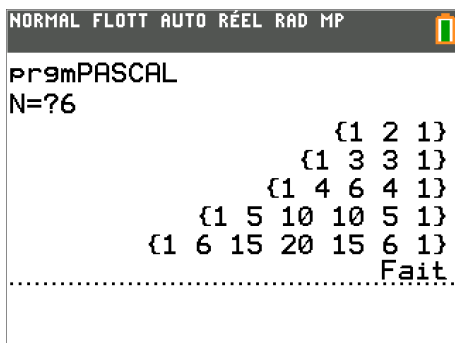 NORMAL FLOTT AUTO RÉEL RAD MP
prgmPASCAL
N=?6
{1 2 1}
{1 3 3 1}
{1 4 6 4 1}
{1 5 10 10 5 1}
{1 6 15 20 15 6 1}
Fait